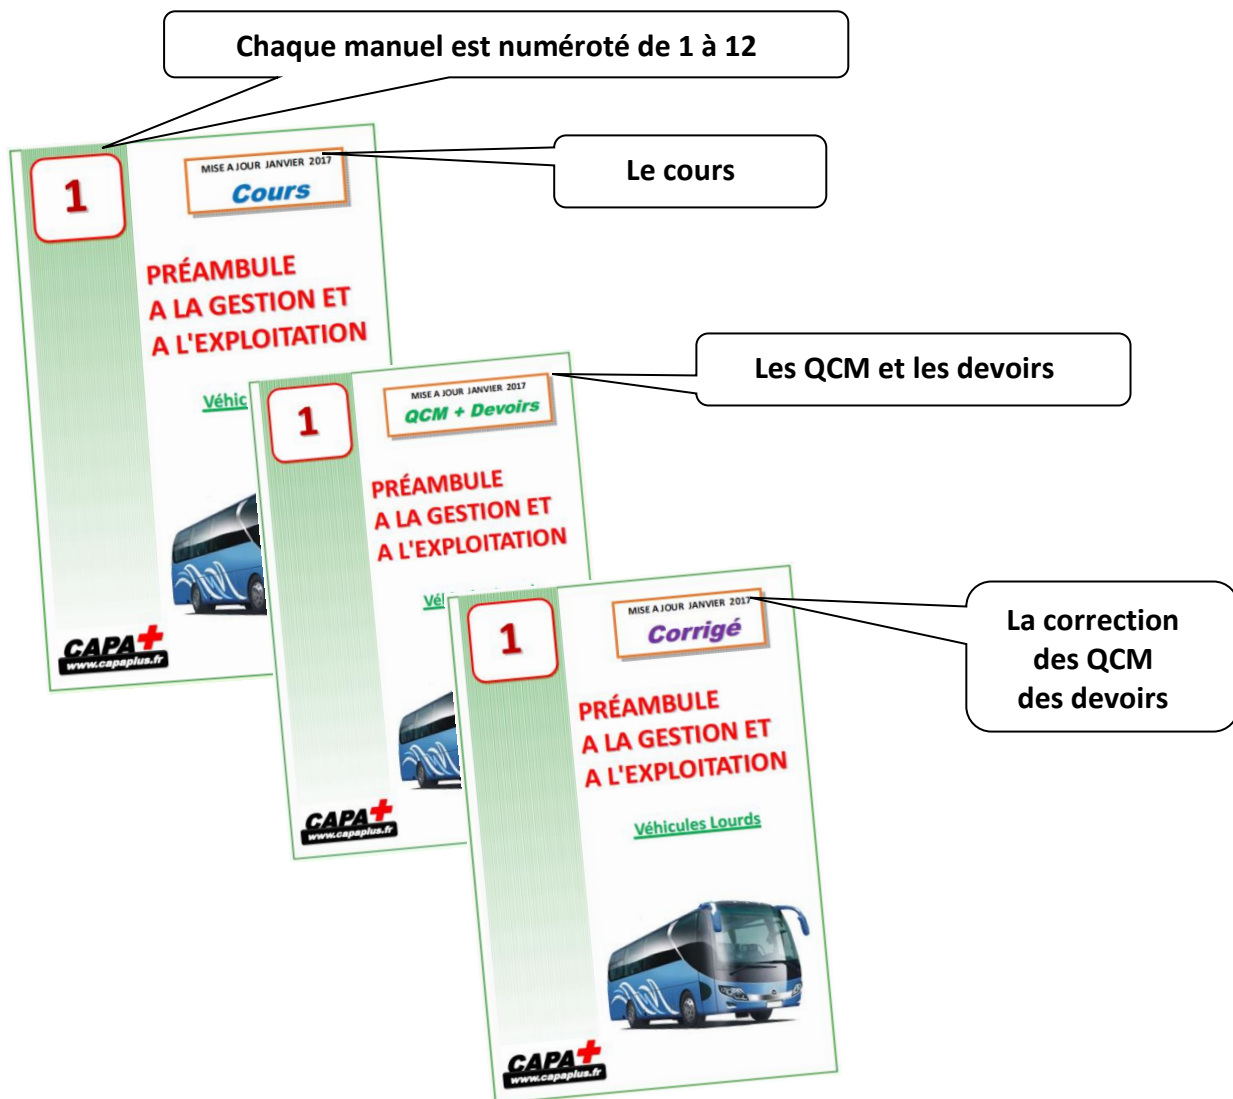 Chaque manuel est numéroté de 1 à 12
1
MISE A JOUR JANVIER 2017
Cours
Le cours
PRÉAMBULE
A LA GESTION ET
A L'EXPLOITATION
CAPA+
www.capaplus.fr
Les QCM et les devoirs
1
MISE A JOUR JANVIER 2017
QCM + Devoirs
PRÉAMBULE
A LA GESTION ET
A L'EXPLOITATION
CAPA+
www.capaplus.fr
La correction
des QCM
des devoirs
1
MISE A JOUR JANVIER 2017
Corrigé
PRÉAMBULE
A LA GESTION ET
A L'EXPLOITATION
Véhicules Lourds
CAPA+
www.capaplus.fr